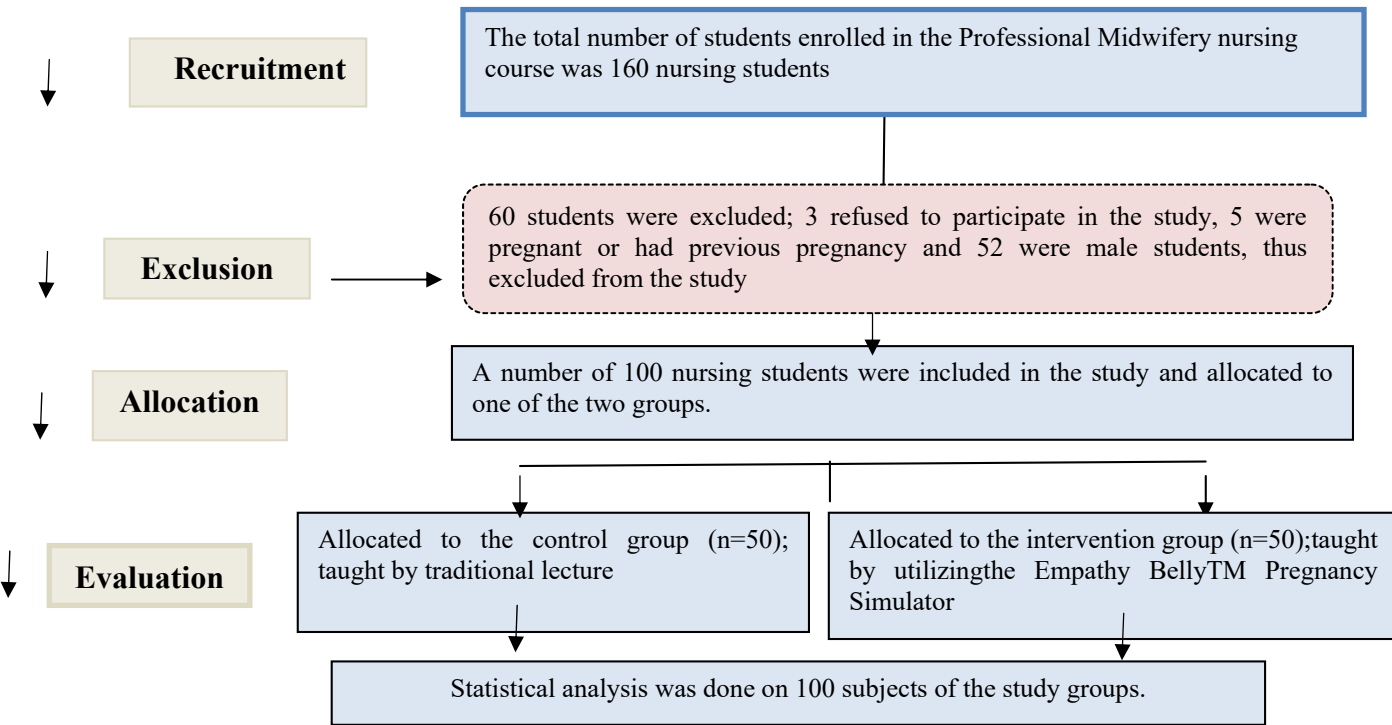 Recruitment
The total number of students enrolled in the Professional Midwifery nursing
course was 160 nursing students
Exclusion
60 students were excluded; 3 refused to participate in the study, 5 were
pregnant or had previous pregnancy and 52 were male students, thus
excluded from the study
Allocation
A number of 100 nursing students were included in the study and allocated to
one of the two groups.
Evaluation
Allocated to the control group (n=50);
taught by traditional lecture
Allocated to the intervention group (n=50);taught
by utilizingthe Empathy BellyTM Pregnancy
Simulator
Statistical analysis was done on 100 subjects of the study groups.